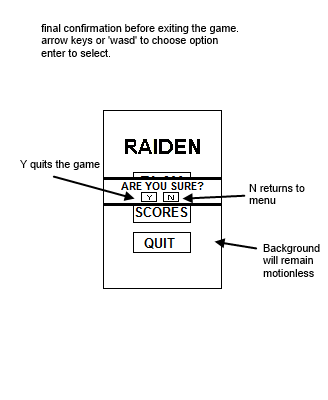 final confirmation before exiting the game.
arrow keys or 'wasd' to choose option
enter to select.
RAIDEN
Y quits the game
ARE YOU SURE?
Y N
N returns to
menu
SCORES
QUIT
Background
will remain
motionless